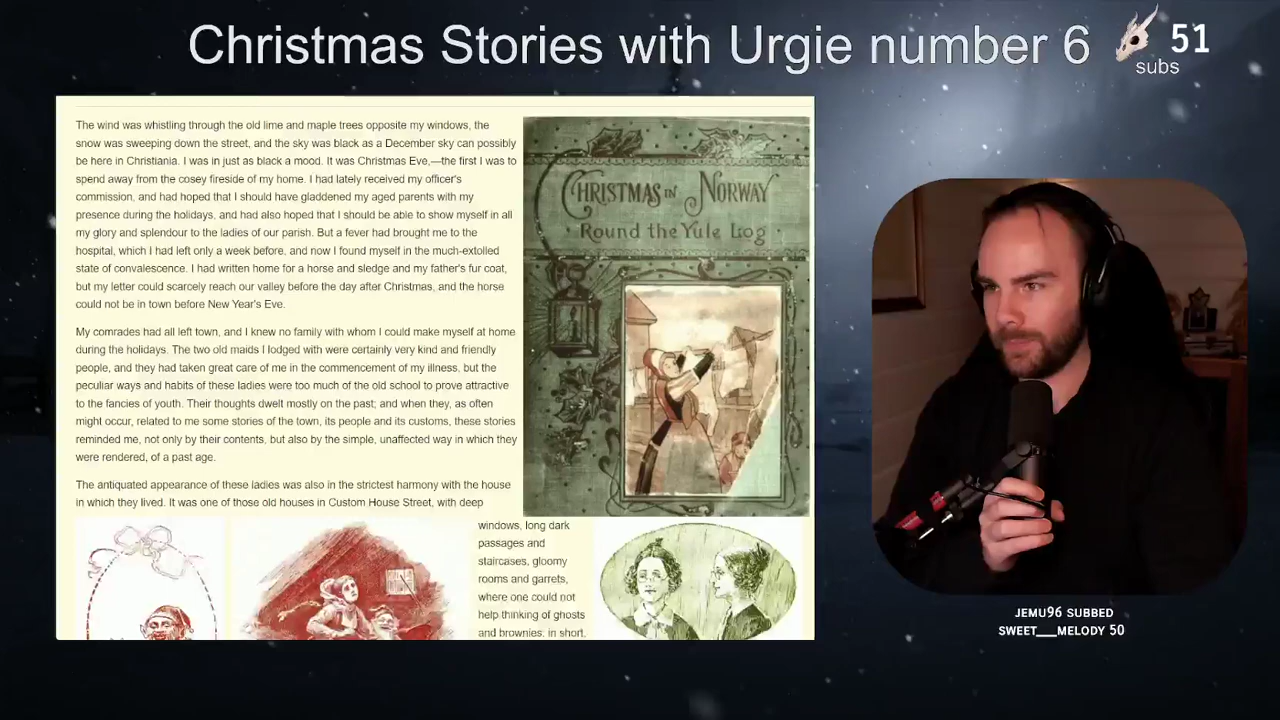 Christmas Stories with Urgie number 6
51
subs
The wind was whistling through the old lime and maple trees opposite my windows, the
snow was sweeping down the street, and the sky was black as a December sky can possibly
be here in Christiania. I was in just as black a mood. It was Christmas Eve,—the first I was to
spend away from the cosey fireside of my home. I had lately received my officer's
commission, and had hoped that I should have gladdened my aged parents with my
presence during the holidays, and had also hoped that I should be able to show myself in all
my glory and splendour to the ladies of our parish. But a fever had brought me to the
hospital, which I had left only a week before, and now I found myself in the much-extolled
state of convalescence. I had written home for a horse and sledge and my father's fur coat,
but my letter could scarcely reach our valley before the day after Christmas, and the horse
could not be in town before New Year's Eve.
My comrades had all left town, and I knew no family with whom I could make myself at home
during the holidays. The two old maids I lodged with were certainly very kind and friendly
people, and they had taken great care of me in the commencement of my illness, but the
peculiar ways and habits of these ladies were too much of the old school to prove attractive
to the fancies of youth. Their thoughts dwelt mostly on the past; and when they, as often
might occur, related to me some stories of the town, its people and its customs, these stories
reminded me, not only by their contents, but also by the simple, unaffected way in which they
were rendered, of a past age.
The antiquated appearance of these ladies was also in the strictest harmony with the house
in which they lived. It was one of those old houses in Custom House Street, with deep
windows, long dark
passages and
staircases, gloomy
rooms and garrets,
where one could not
help thinking of ghosts
and brownies; in short,
CHRISTMAS IN NORWAY
Round the Yule Log
JEMU96 SUBBED
SWEET___MELODY 50